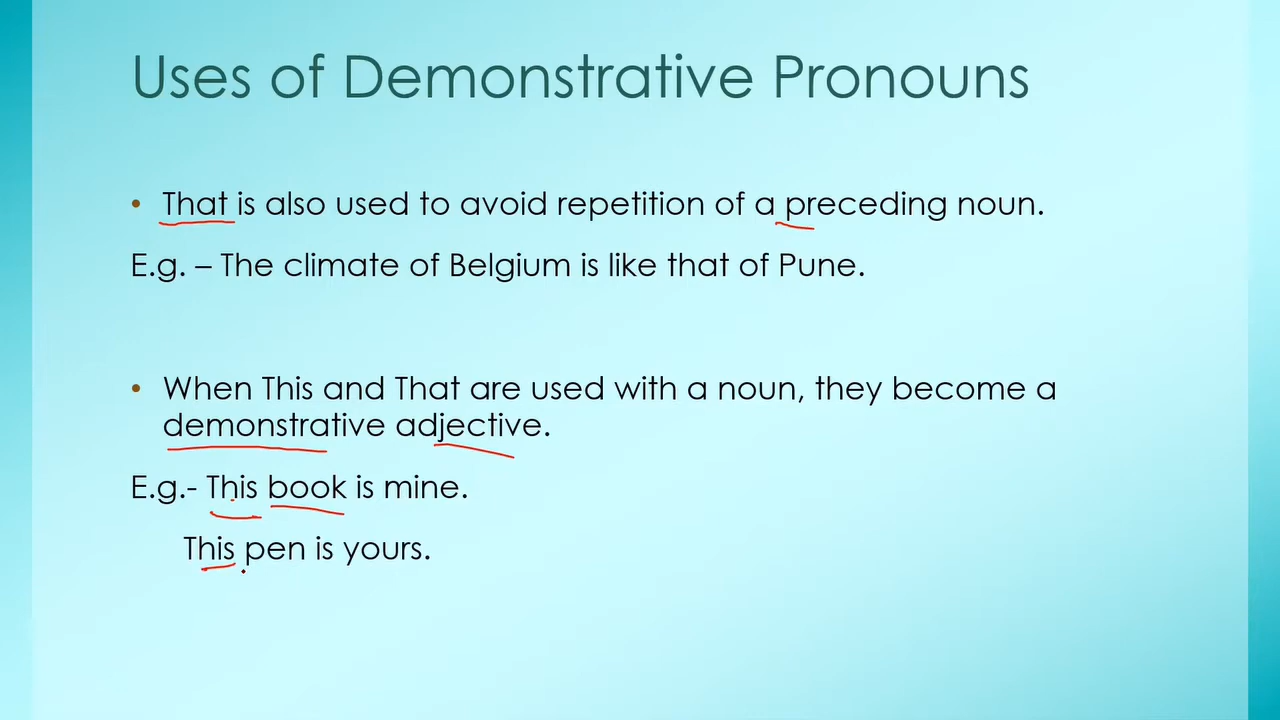 Uses of Demonstrative Pronouns
• That is also used to avoid repetition of a preceding noun.
E.g. – The climate of Belgium is like that of Pune.
• When This and That are used with a noun, they become a
demonstrative adjective.
E.g.- This book is mine.
This pen is yours.